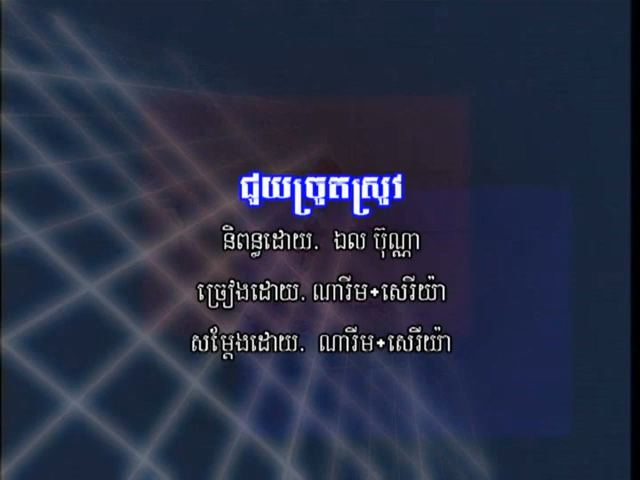 ជួយច្រូតស្រូវ
និពន្ធដោយ. ឯល ប៊ុណ្ណា
ច្រៀងដោយ. ណារីម+សេរីយ៉ា
សម្ដែងដោយ. ណារីម+សេរីយ៉ា